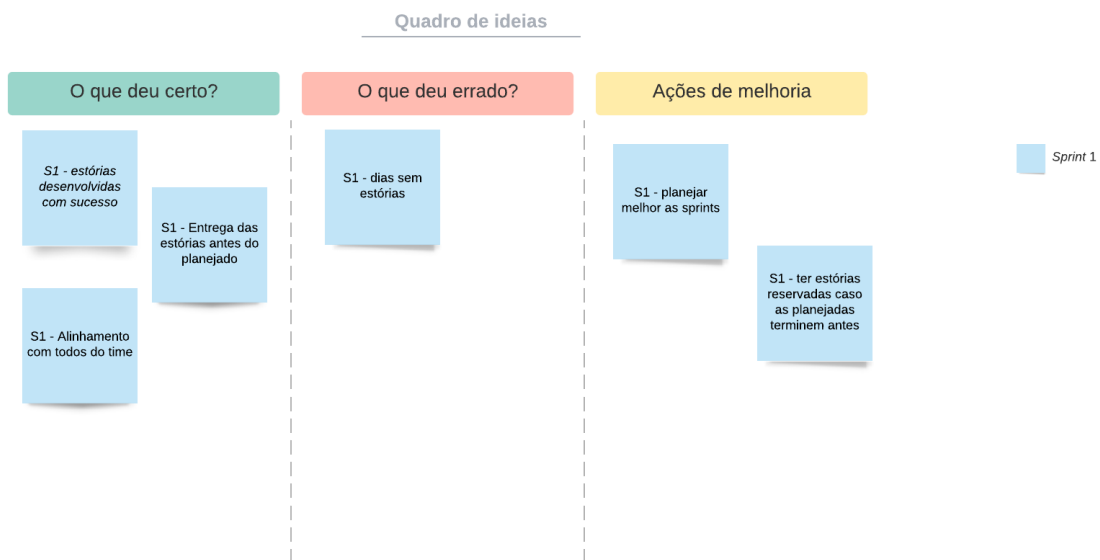 Quadro de ideias
O que deu certo?
O que deu errado?
Ações de melhoria
S1 - estórias
desenvolvidas
com sucesso
S1 - Entrega das
estórias antes do
planejado
S1 - Alinhamento
com todos do time
S1 - dias sem
estórias
S1 - planejar
melhor as sprints
S1 - ter estórias
reservadas caso
as planejadas
terminem antes
Sprint 1